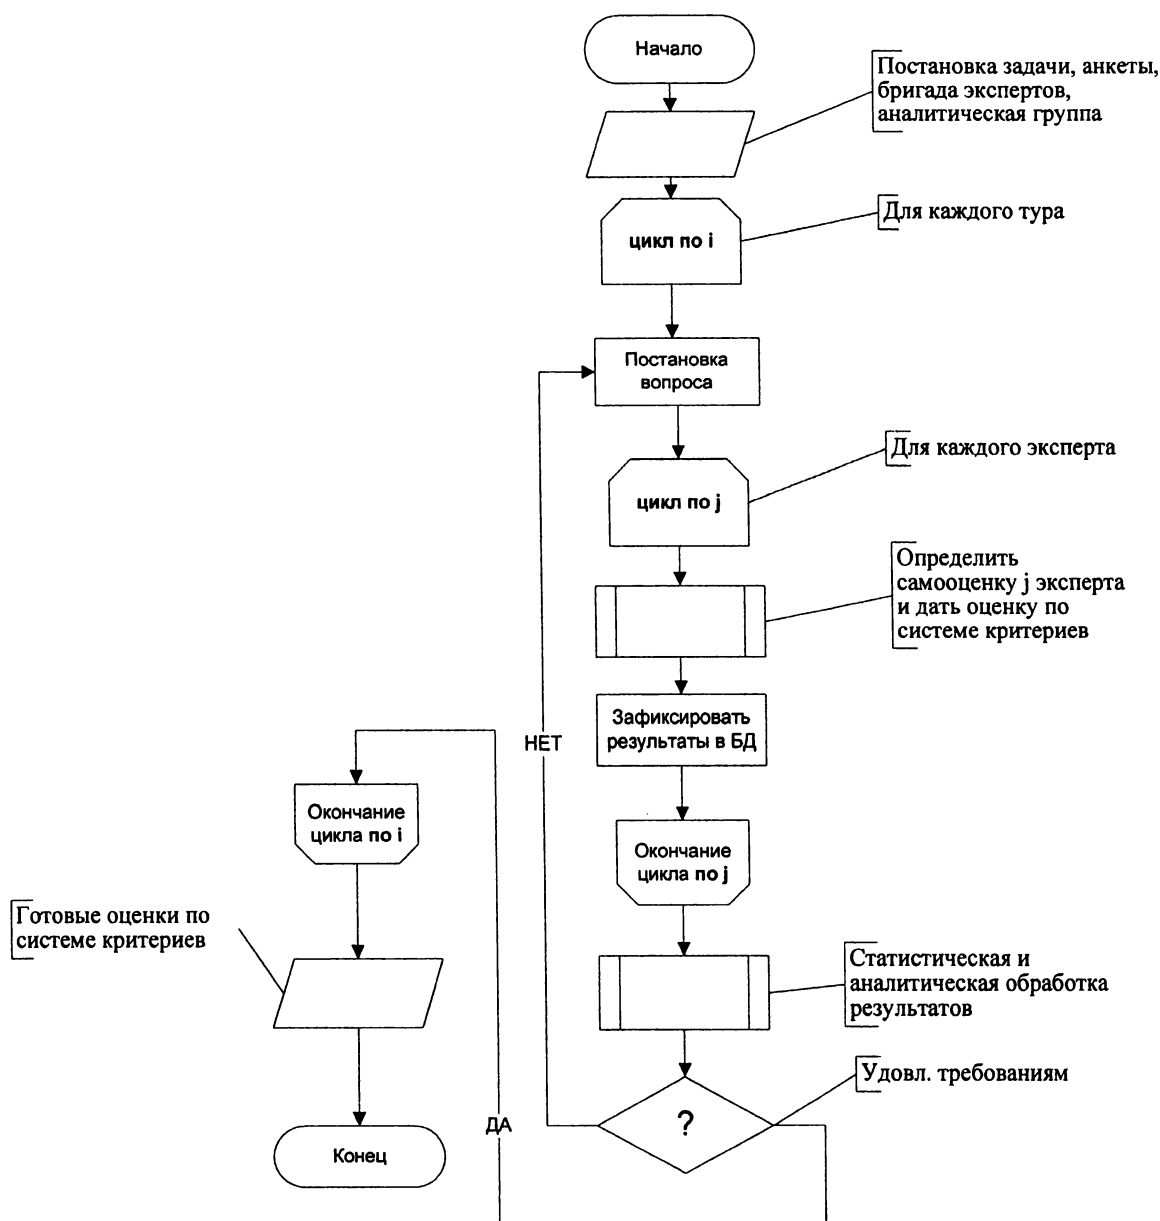 Начало
Постановка задачи, анкеты,
бригада экспертов,
аналитическая группа
цикл по i
Для каждого тура
Постановка
вопроса
Для каждого эксперта
цикл по j
Определить
самооценку j эксперта
и дать оценку по
системе критериев
Зафиксировать
результаты в БД
НЕТ
Окончание
цикла по i
Окончание
цикла по j
Готовые оценки по
системе критериев
Статистическая и
аналитическая обработка
результатов
Удовл. требованиям
?
ДА
Конец